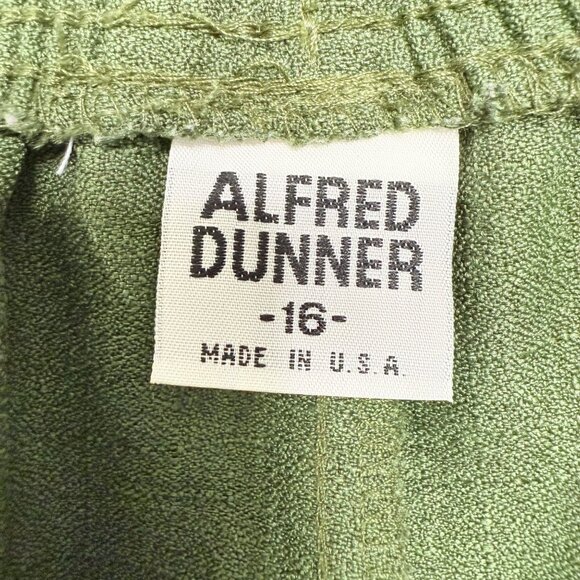 ALFRED
DUNNER
-16-
MADE IN U.S.A.